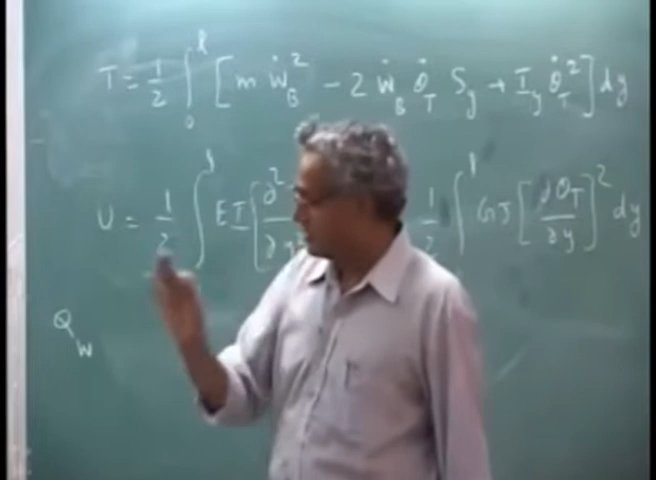 T = 1/2 ∫₀ˡ [ m ẇ_B² − 2 ẇ_B θ̇_T S_y + I_y θ̇_T² ] dy
U = 1/2 ∫ˡ EI [ ∂² 1/2 ∫ˡ GJ [ ∂θ_T/∂y ]² dy
Q_W